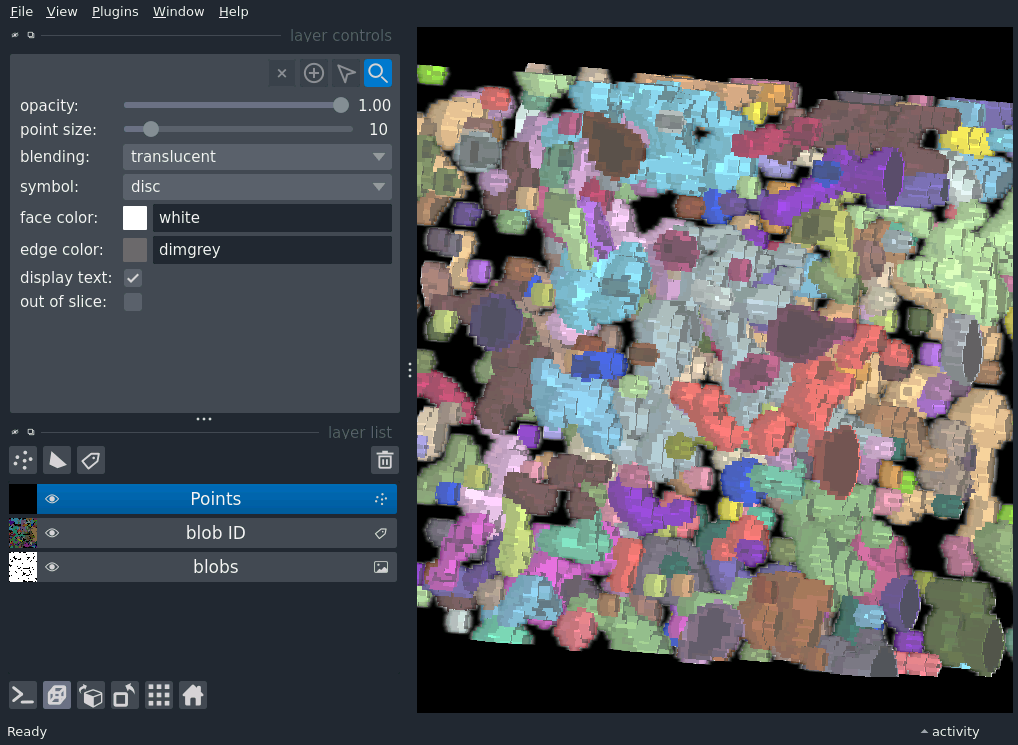 File View Plugins Window Help
layer controls
opacity: 1.00
point size: 10
blending: translucent
symbol: disc
face color: white
edge color: dimgrey
display text:
out of slice:
layer list
Points
blob ID
blobs
Ready activity